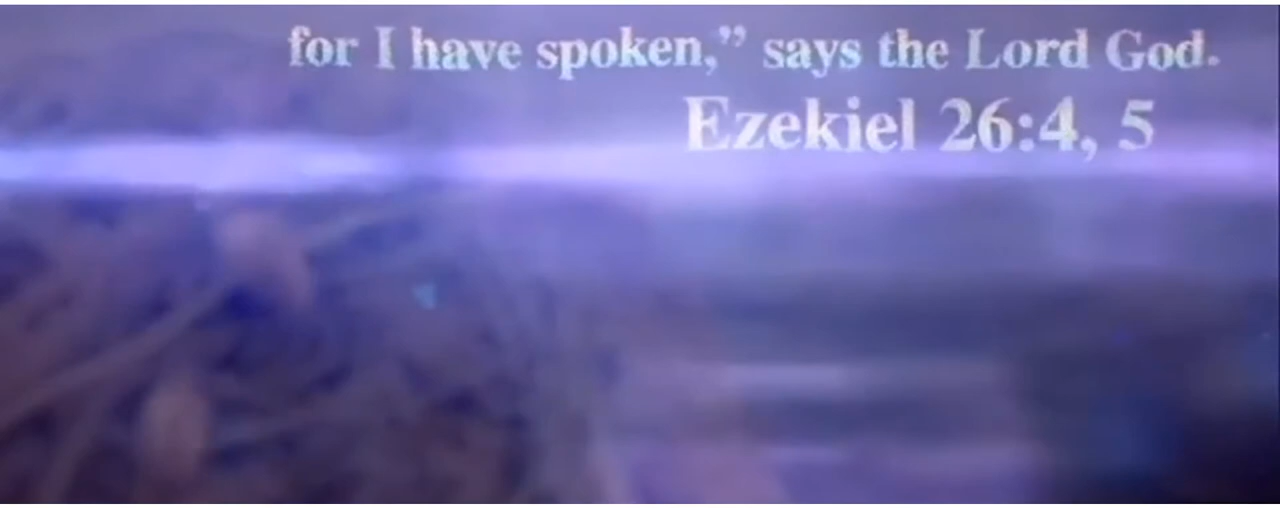 for I have spoken,” says the Lord God.
Ezekiel 26:4, 5